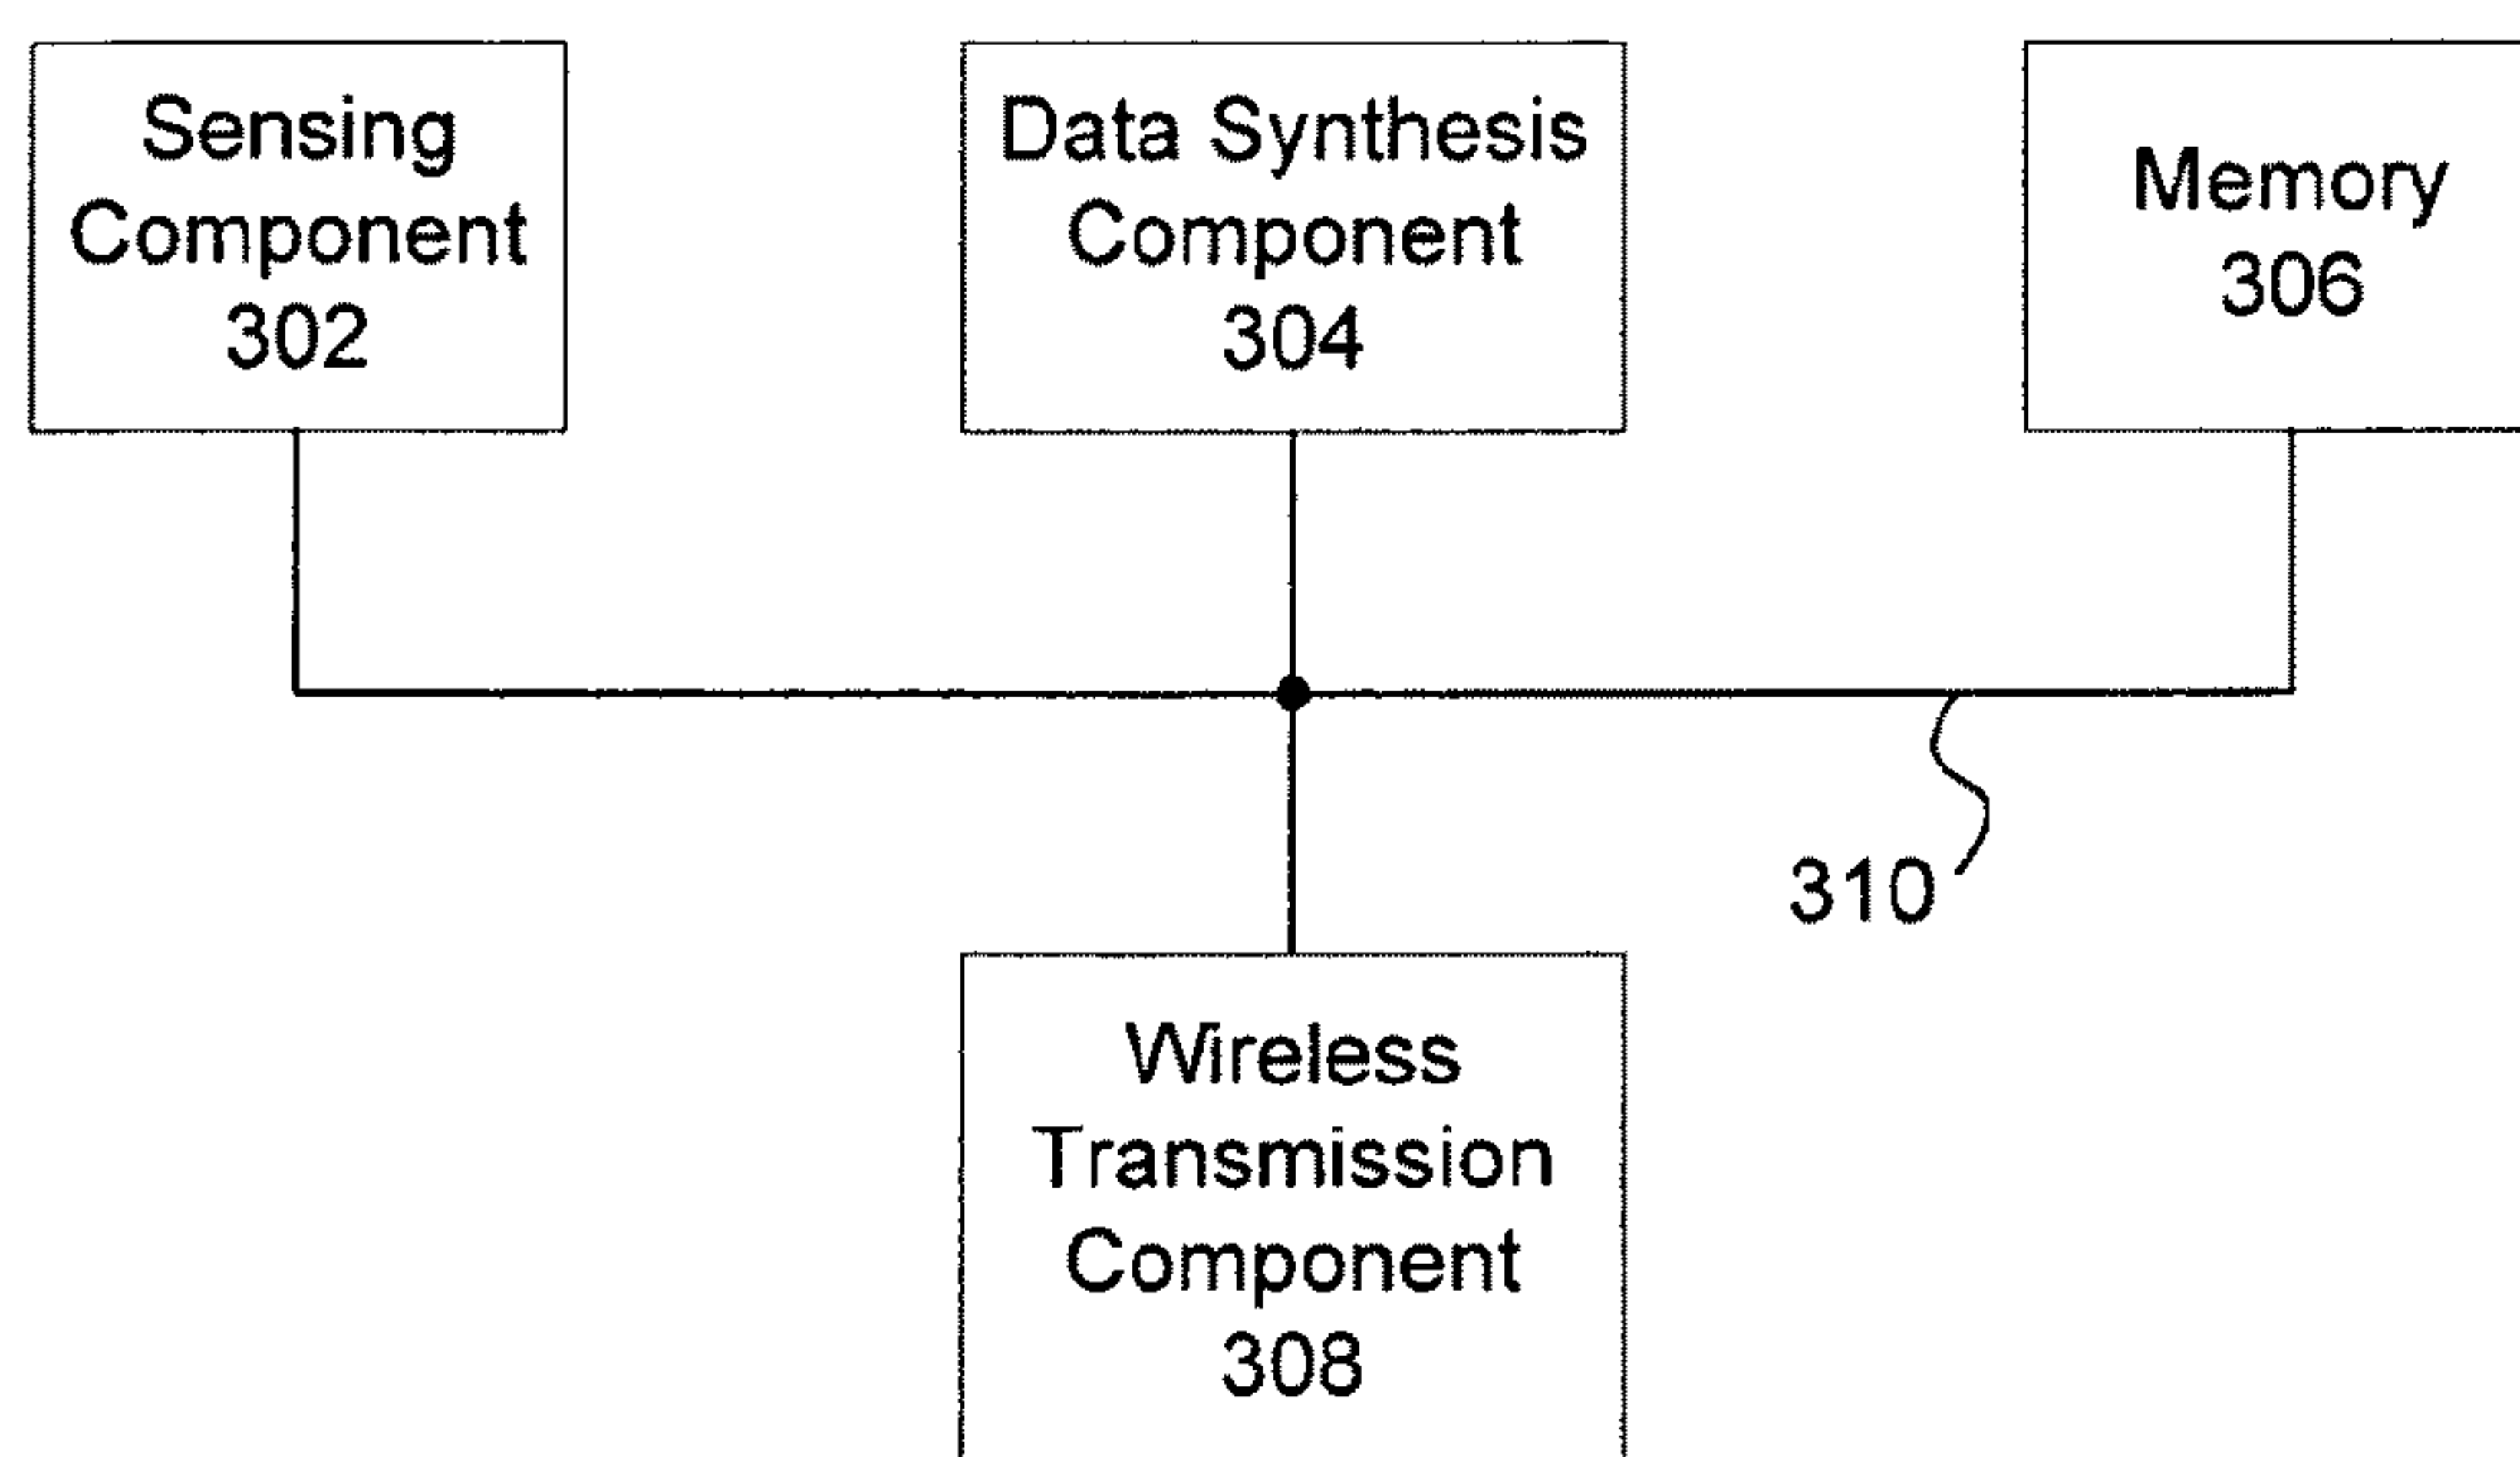 Sensing
Component
302
Data Synthesis
Component
304
Memory
306
310
Wireless
Transmission
Component
308